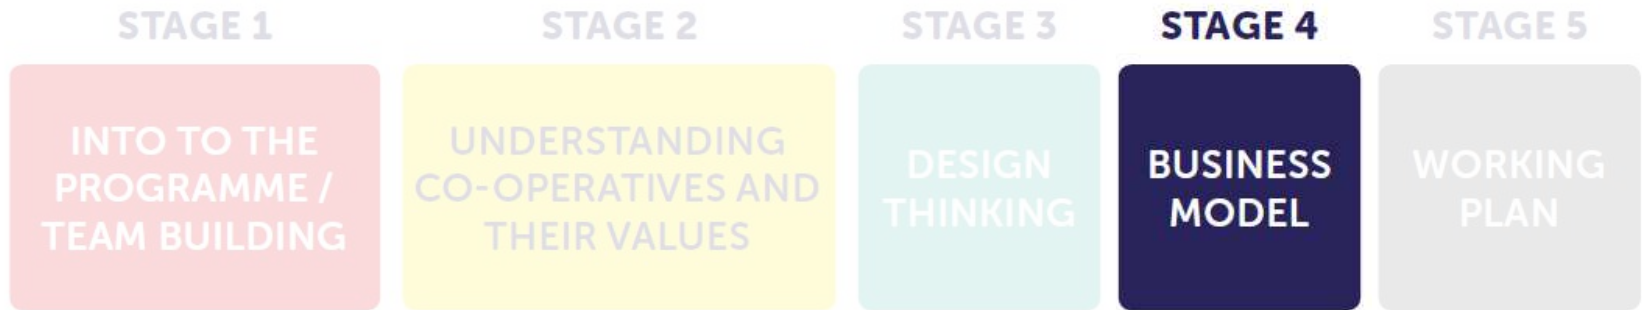 STAGE 1
INTO TO THE
PROGRAMME /
TEAM BUILDING
STAGE 2
UNDERSTANDING
CO-OPERATIVES AND
THEIR VALUES
STAGE 3
DESIGN
THINKING
STAGE 4
BUSINESS
MODEL
STAGE 5
WORKING
PLAN